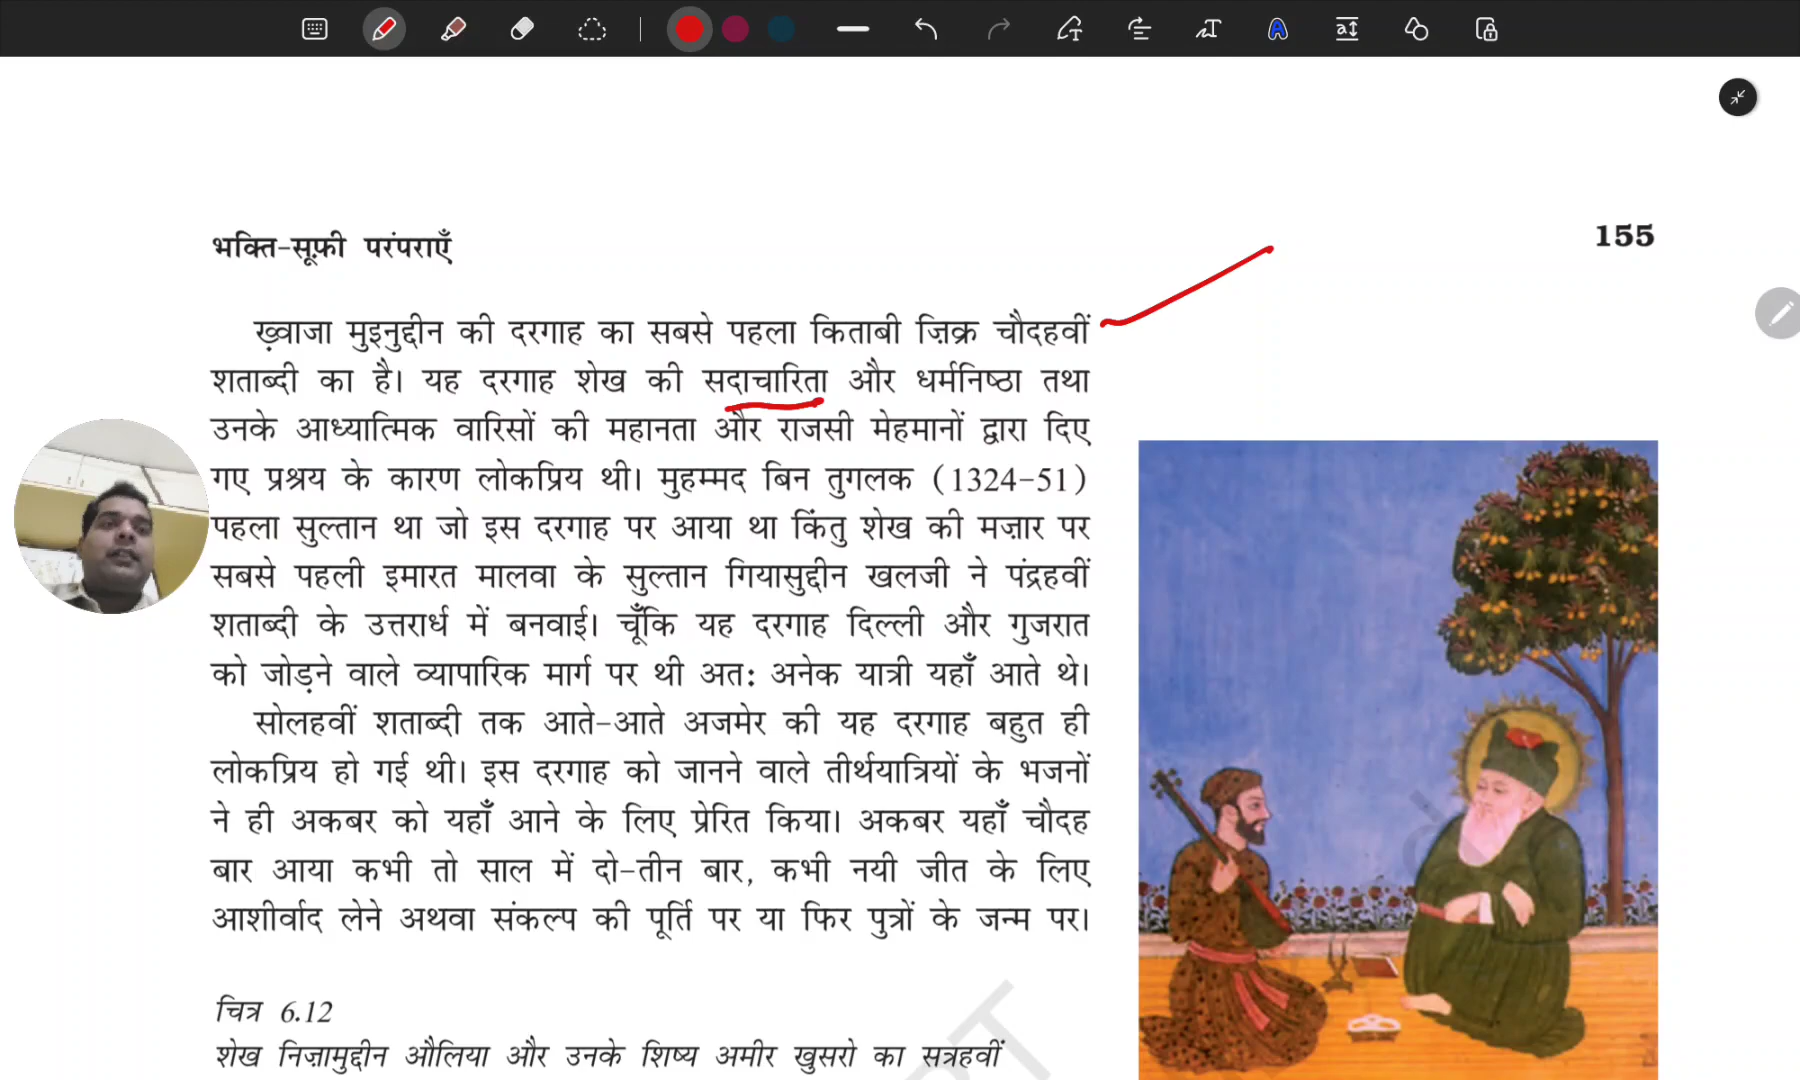 भक्ति-सूफ़ी परंपराएँ
155
ख़्वाजा मुइनुद्दीन की दरगाह का सबसे पहला किताबी ज़िक्र चौदहवीं
शताब्दी का है। यह दरगाह शेख की सदाचारिता और धर्मनिष्ठा तथा
उनके आध्यात्मिक वारिसों की महानता और राजसी मेहमानों द्वारा दिए
गए प्रश्रय के कारण लोकप्रिय थी। मुहम्मद बिन तुगलक (1324-51)
पहला सुल्तान था जो इस दरगाह पर आया था किंतु शेख की मज़ार पर
सबसे पहली इमारत मालवा के सुल्तान गियासुद्दीन खलजी ने पंद्रहवीं
शताब्दी के उत्तरार्ध में बनवाई। चूँकि यह दरगाह दिल्ली और गुजरात
को जोड़ने वाले व्यापारिक मार्ग पर थी अतः अनेक यात्री यहाँ आते थे।
सोलहवीं शताब्दी तक आते-आते अजमेर की यह दरगाह बहुत ही
लोकप्रिय हो गई थी। इस दरगाह को जानने वाले तीर्थयात्रियों के भजनों
ने ही अकबर को यहाँ आने के लिए प्रेरित किया। अकबर यहाँ चौदह
बार आया कभी तो साल में दो-तीन बार, कभी नयी जीत के लिए
आशीर्वाद लेने अथवा संकल्प की पूर्ति पर या फिर पुत्रों के जन्म पर।
चित्र 6.12
शेख निज़ामुद्दीन औलिया और उनके शिष्य अमीर खुसरो का सत्रहवीं